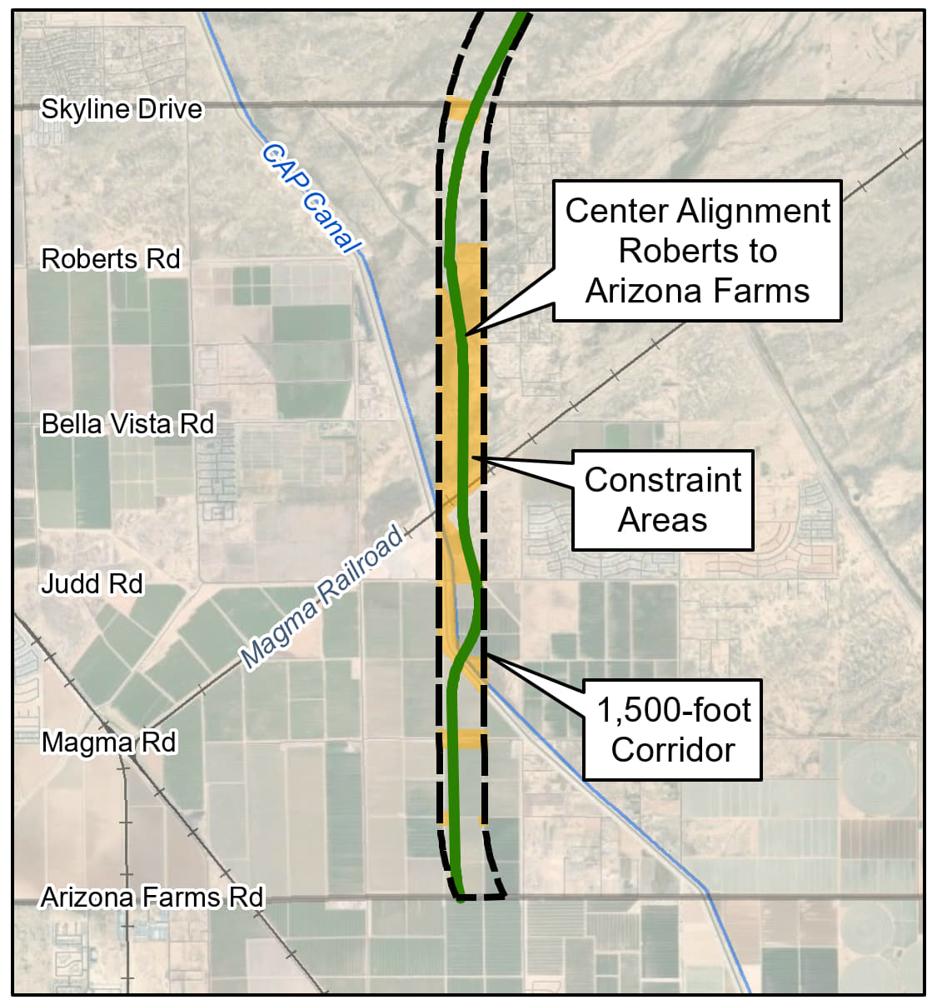 Skyline Drive
CAP Canal
Center Alignment
Roberts to
Arizona Farms
Roberts Rd
Bella Vista Rd
Constraint
Areas
Magma Railroad
Judd Rd
1,500-foot
Corridor
Magma Rd
Arizona Farms Rd